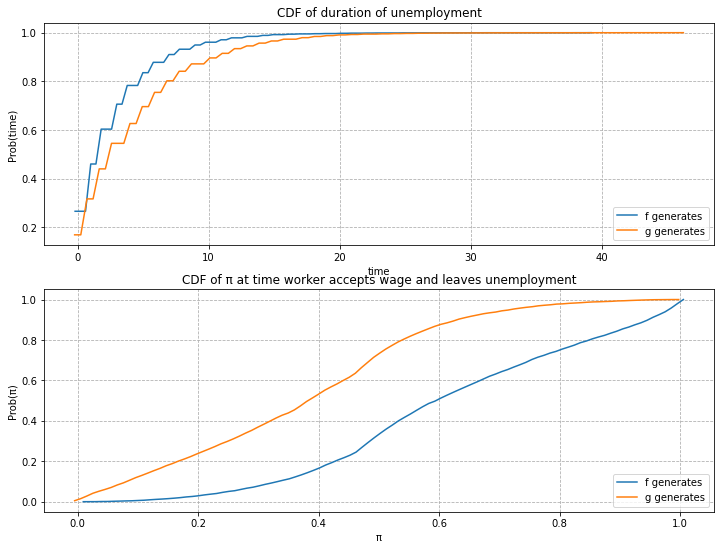 CDF of duration of unemployment
Prob(time)
1.0
0.8
0.6
0.4
0.2
f generates
g generates
0 10 20 30 40
time
CDF of π at time worker accepts wage and leaves unemployment
Prob(π)
1.0
0.8
0.6
0.4
0.2
0.0
f generates
g generates
0.0 0.2 0.4 0.6 0.8 1.0
π